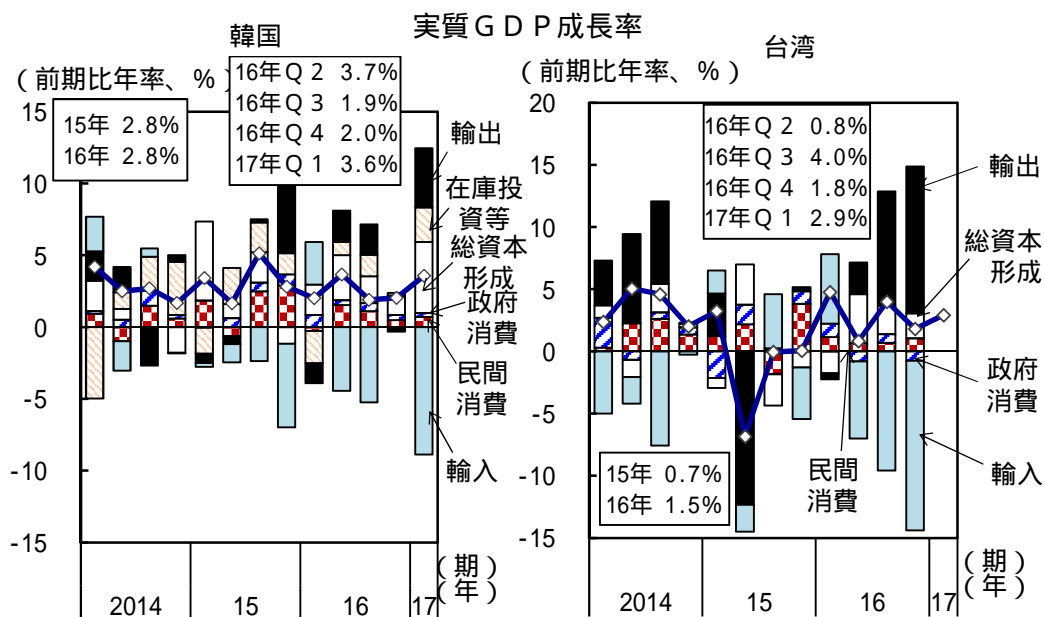 実質ＧＤＰ成長率
韓国
（前期比年率、％）
15年 2.8%
16年 2.8%
16年Ｑ２ 3.7%
16年Ｑ３ 1.9%
16年Ｑ４ 2.0%
17年Ｑ１ 3.6%
15
10
5
0
-5
-10
-15
輸出
在庫投
資等
総資本
形成
政府
消費
民間
消費
輸入
（期）
（年）
2014
15
16
17
台湾
（前期比年率、％）
16年Ｑ２ 0.8%
16年Ｑ３ 4.0%
16年Ｑ４ 1.8%
17年Ｑ１ 2.9%
20
15
10
5
0
-5
-10
-15
輸出
総資本
形成
政府
消費
民間
消費
輸入
15年 0.7%
16年 1.5%
（期）
（年）
2014
15
16
17